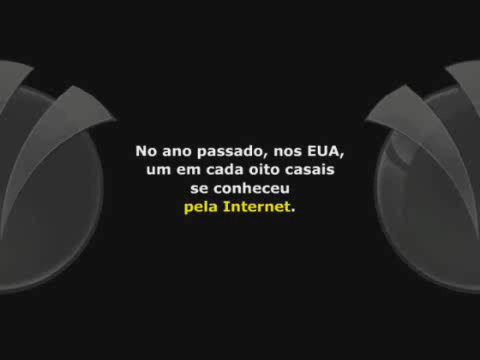 No ano passado, nos EUA,
um em cada oito casais
se conheceu
pela Internet.